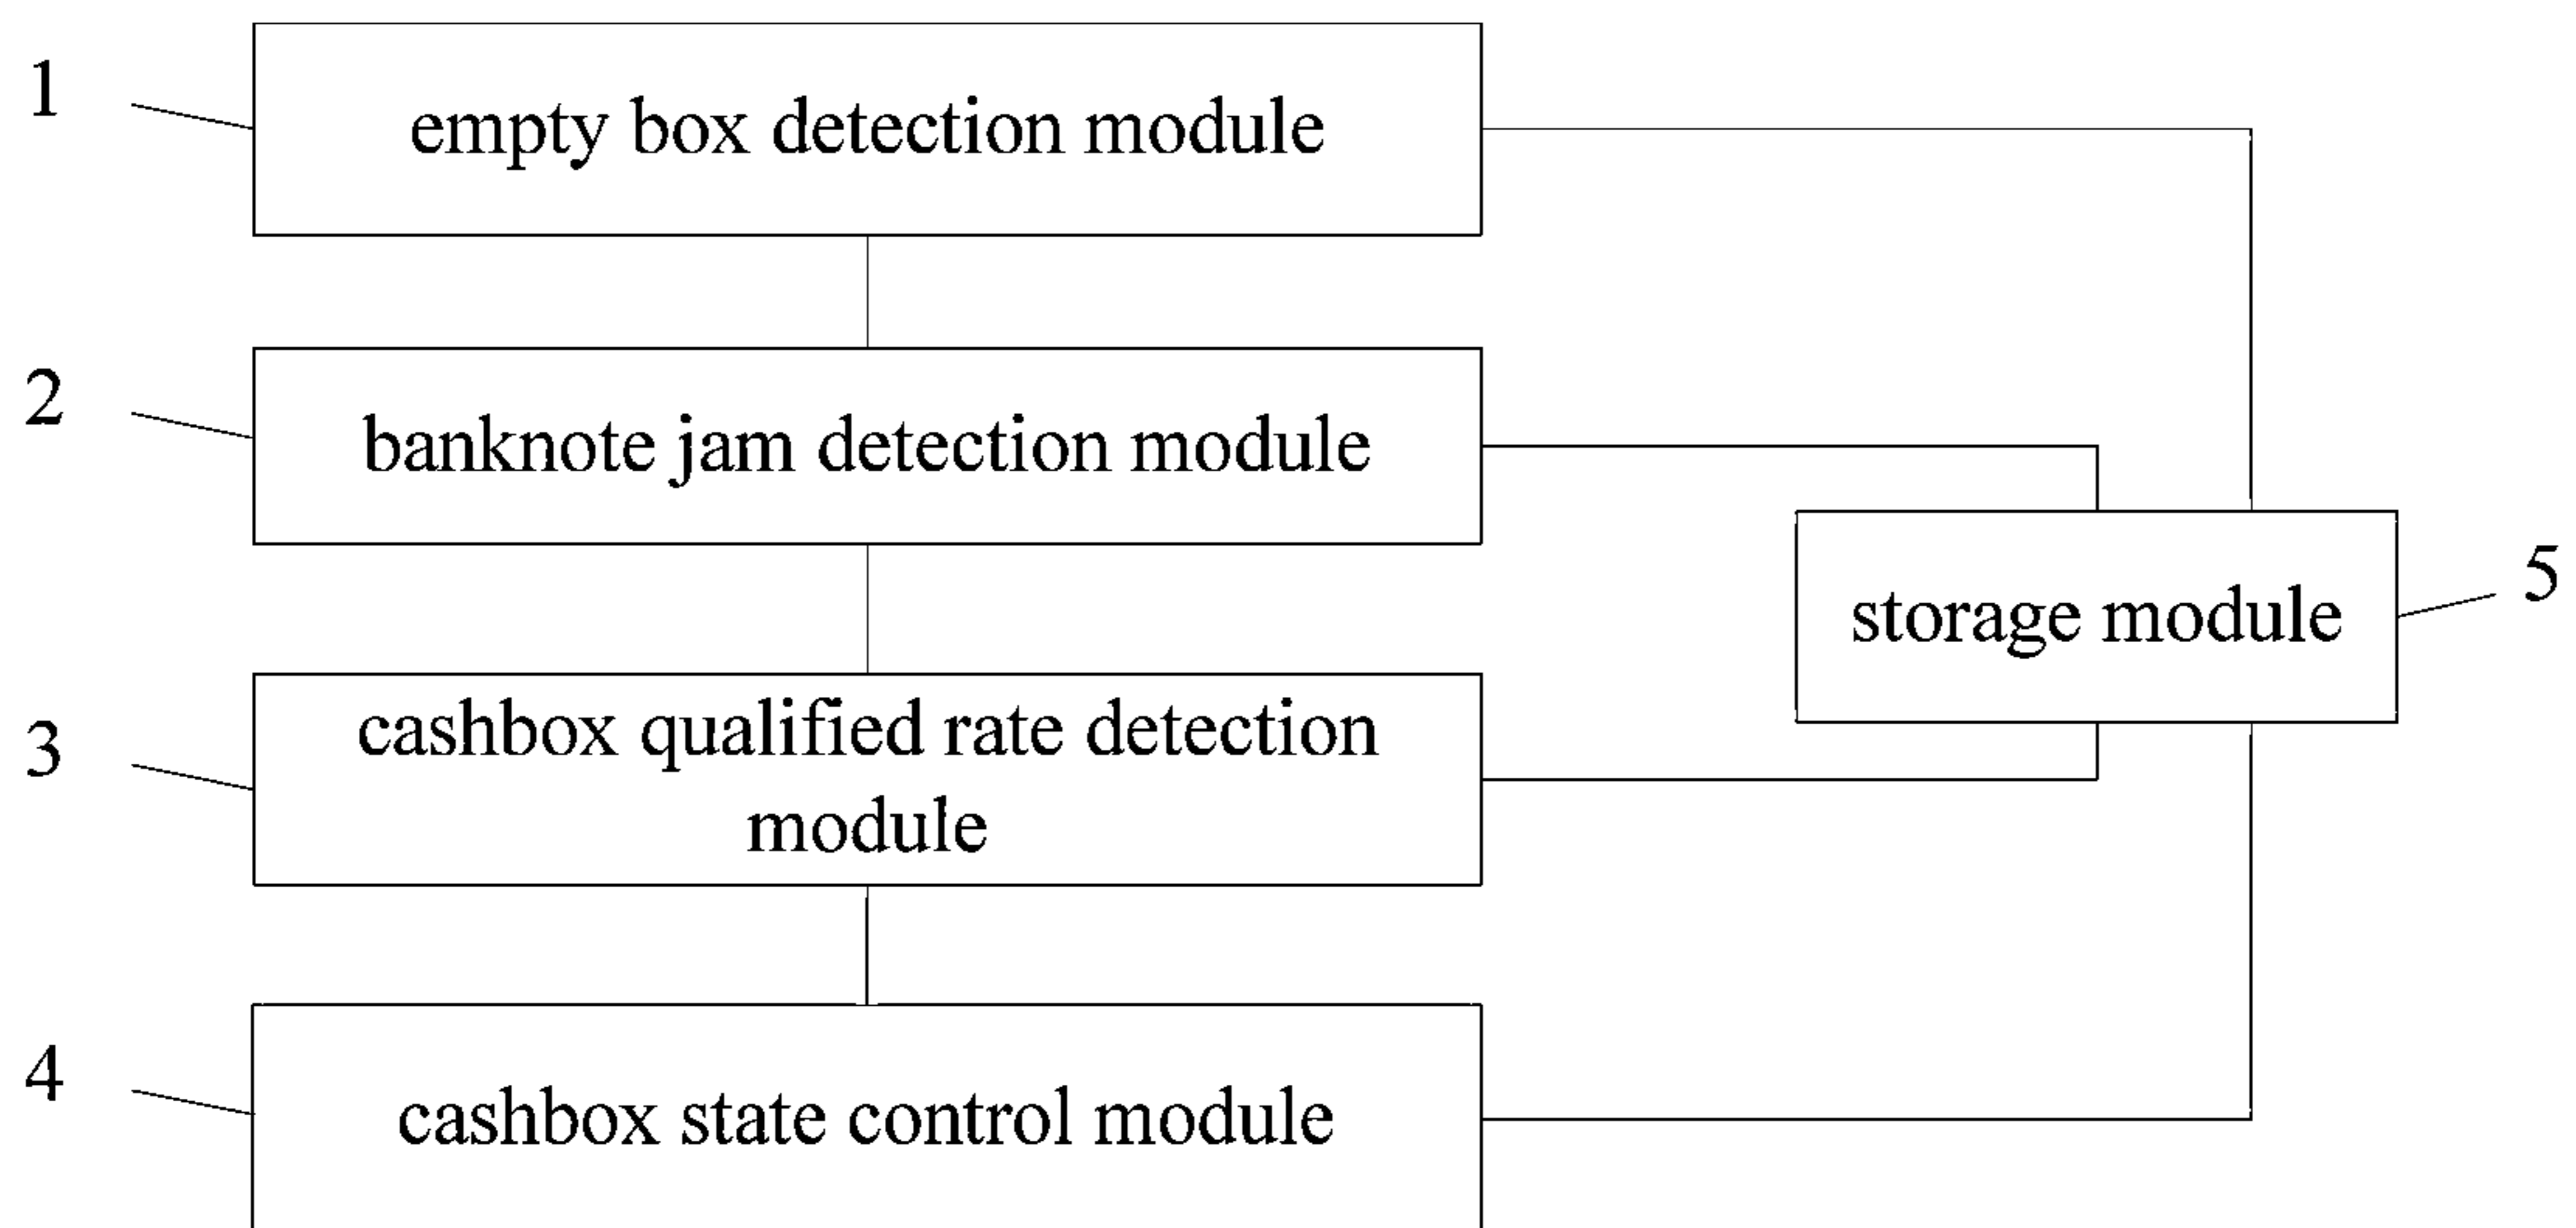 1
empty box detection module
2
banknote jam detection module
storage module
5
3
cashbox qualified rate detection
module
4
cashbox state control module